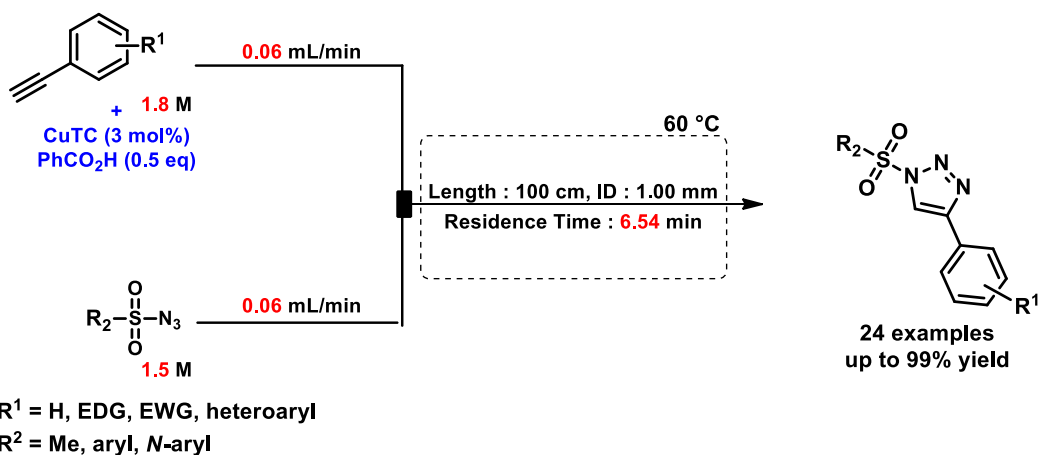 R¹
0.06 mL/min
+ 1.8 M
CuTC (3 mol%)
PhCO₂H (0.5 eq)
60 °C
Length : 100 cm, ID : 1.00 mm
Residence Time : 6.54 min
R₂ O S O N N N
R¹
24 examples
up to 99% yield
O
R₂–S–N₃
O
0.06 mL/min
1.5 M
R¹ = H, EDG, EWG, heteroaryl
R² = Me, aryl, N-aryl